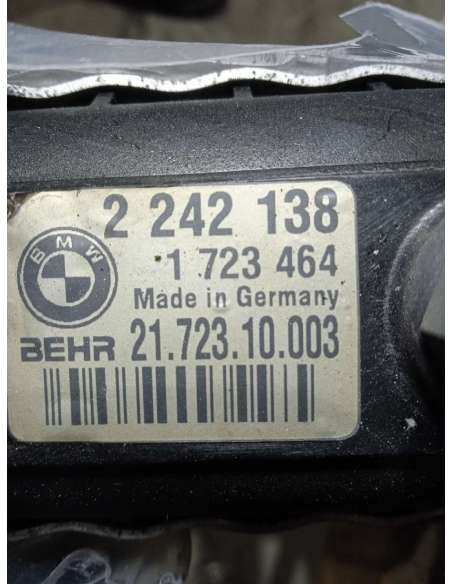 2 242 138
1 723 464
BMW
Made in Germany
BEHR 21.723.10.003